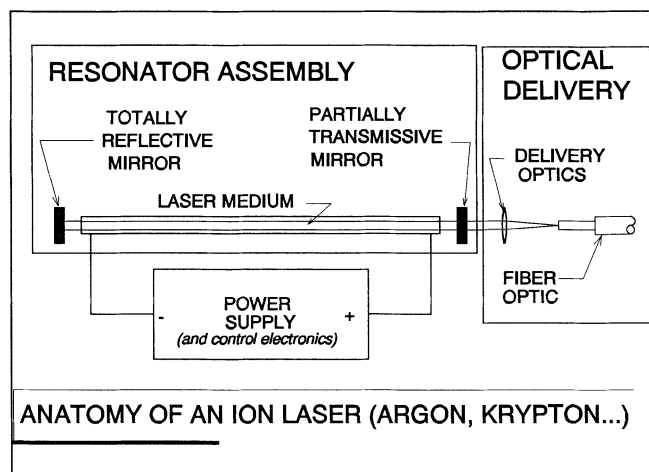 RESONATOR ASSEMBLY
OPTICAL
DELIVERY
TOTALLY
REFLECTIVE
MIRROR
PARTIALLY
TRANSMISSIVE
MIRROR
DELIVERY
OPTICS
LASER MEDIUM
FIBER
OPTIC
-
POWER
SUPPLY
+
(and control electronics)
ANATOMY OF AN ION LASER (ARGON, KRYPTON...)